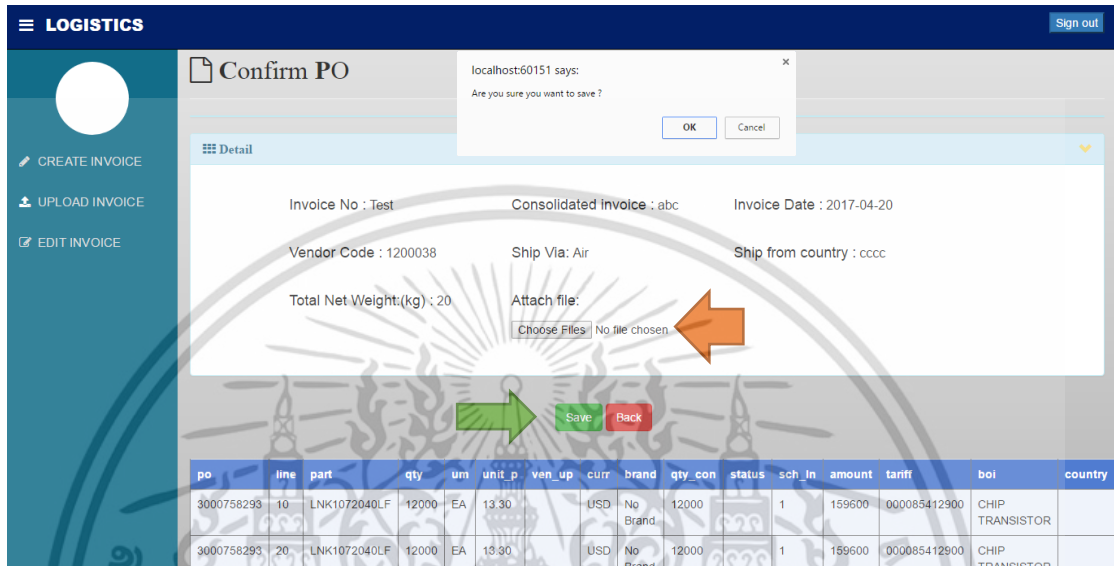 LOGISTICS
Sign out
Confirm PO
localhost:60151 says:
Are you sure you want to save ?
OK Cancel
Detail
CREATE INVOICE
UPLOAD INVOICE
EDIT INVOICE
Invoice No : Test Consolidated invoice : abc Invoice Date : 2017-04-20
Vendor Code : 1200038 Ship Via: Air Ship from country : cccc
Total Net Weight:(kg) : 20 Attach file:
Choose Files No file chosen
Save Back
po line part qty um unit_p ven_up curr brand qty_con status sch_ln amount tariff boi country
3000758293 10 LNK1072040LF 12000 EA 13.30 USD No Brand 12000 1 159600 000085412900 CHIP TRANSISTOR
3000758293 20 LNK1072040LF 12000 EA 13.30 USD No Brand 12000 1 159600 000085412900 CHIP TRANSISTOR